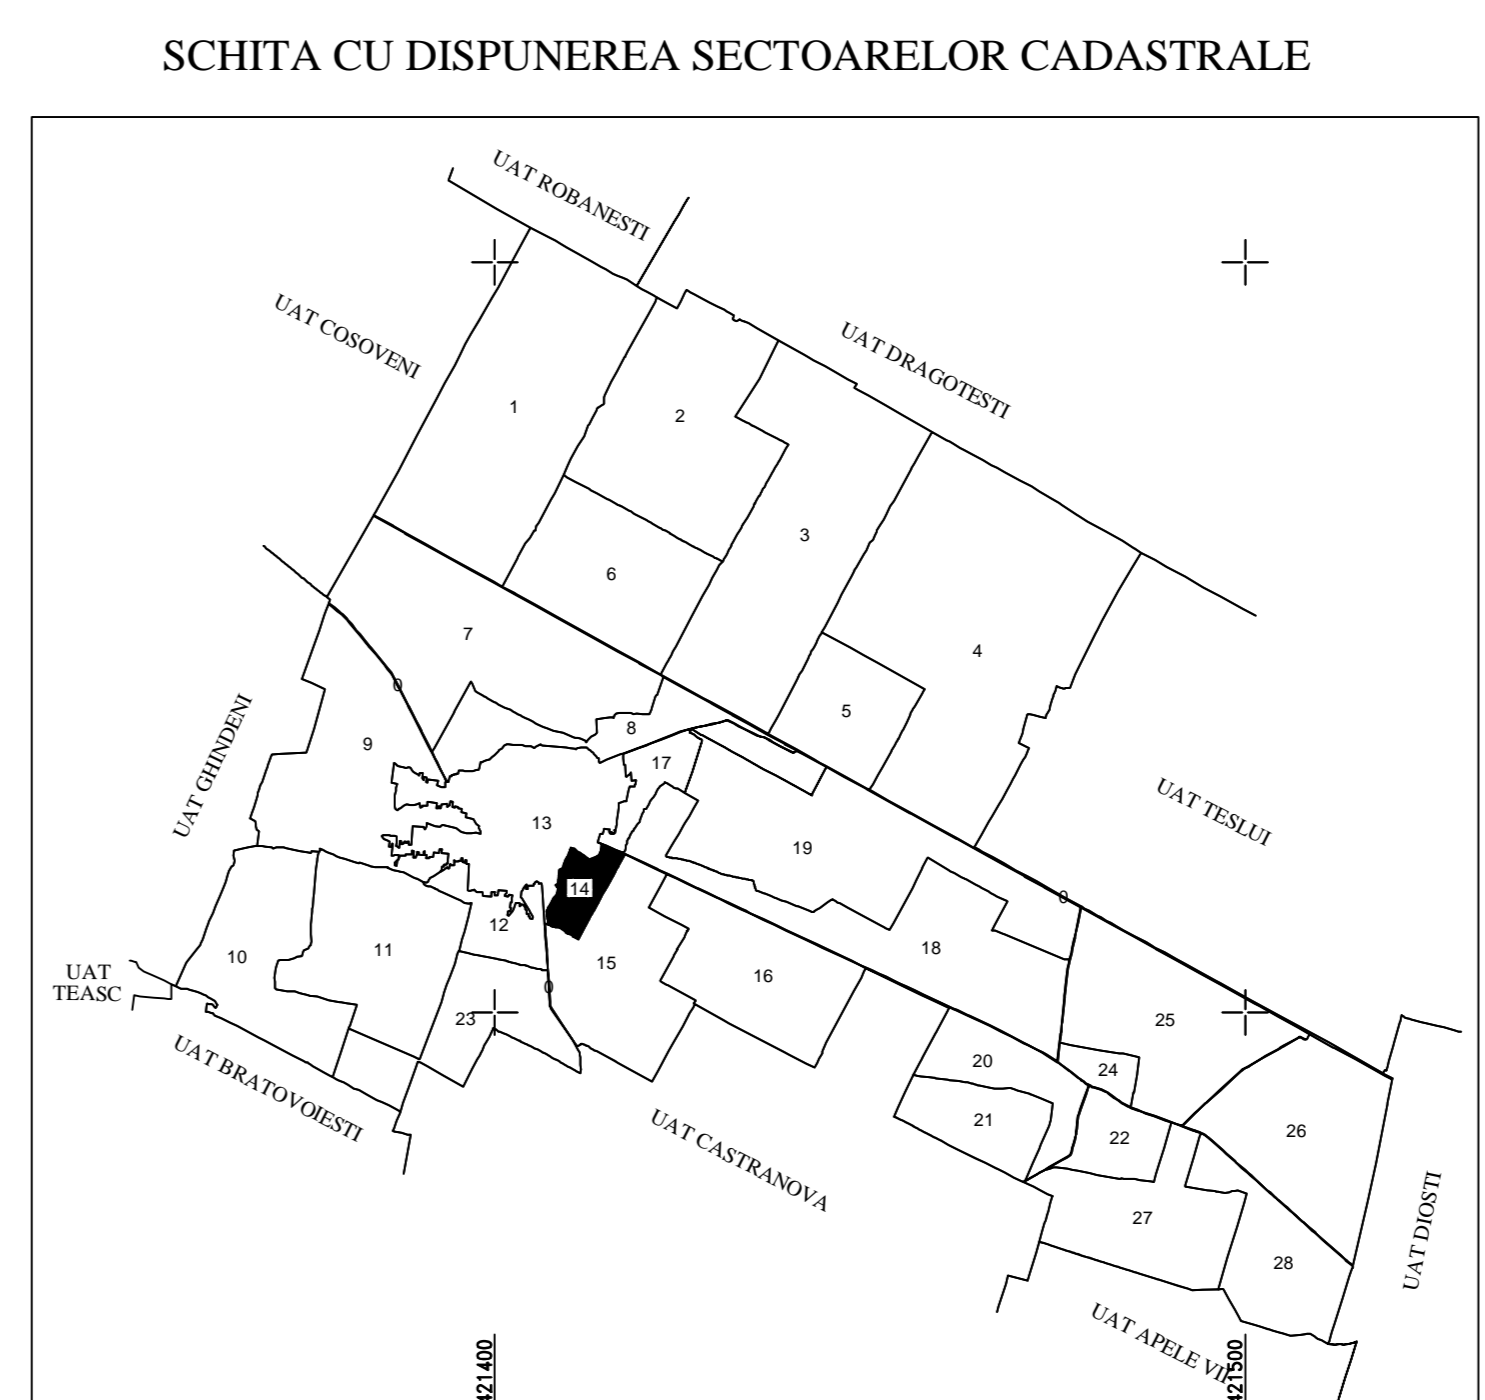 SCHITA CU DISPUNEREA SECTOARELOR CADASTRALE
UAT ROBANESTI
UAT COSOVENI
UAT DRAGOTESTI
1
2
3
6
7
4
0
5
8
9
17
UAT GHINDENI
UAT TESLUI
13
19
14
0
12
18
11
10
15
16
UAT
TEASC
0
23
25
UAT BRATOVOIESTI
20
24
21
22
26
UAT CASTRANOVA
27
UAT DIOSTI
28
UAT APELE VII
421400
421500